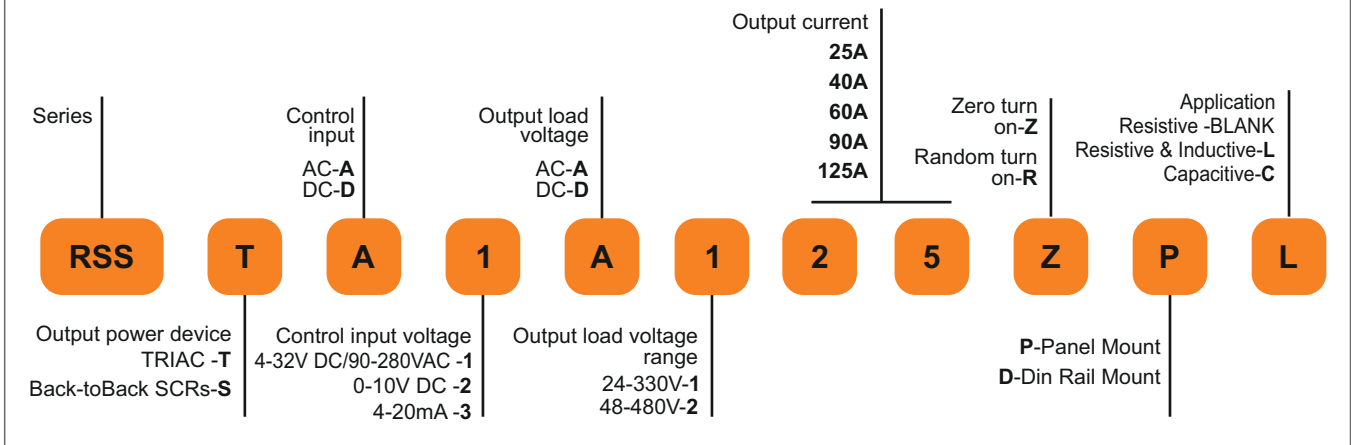 Series
Control
input
AC-A
DC-D
Output load
voltage
AC-A
DC-D
Output current
25A
40A
60A
90A
125A
Zero turn
on-Z
Random turn
on-R
Application
Resistive -BLANK
Resistive & Inductive-L
Capacitive-C
RSS T A 1 A 1 2 5 Z P L
Output power device
TRIAC -T
Back-toBack SCRs-S
Control input voltage
4-32V DC/90-280VAC -1
0-10V DC -2
4-20mA -3
Output load voltage
range
24-330V-1
48-480V-2
P-Panel Mount
D-Din Rail Mount